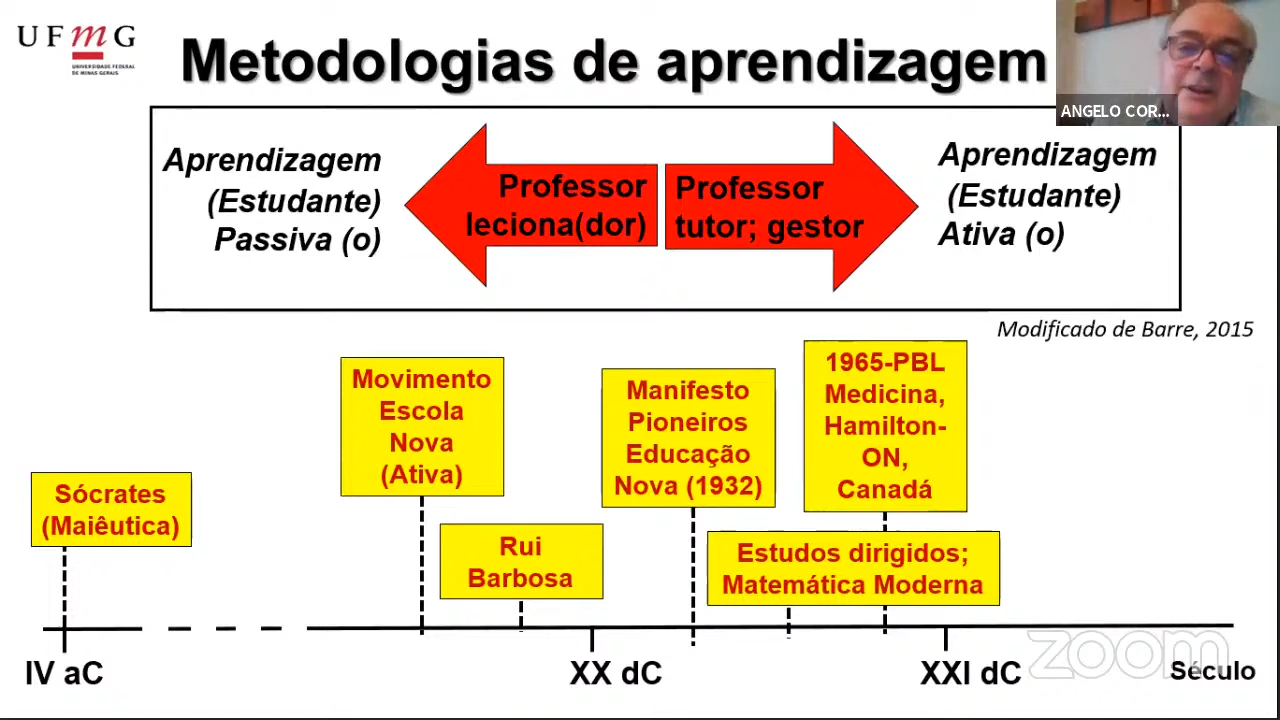 UFmG
UNIVERSIDADE FEDERAL
DE MINAS GERAIS
Metodologias de aprendizagem
ANGELO COR...
Aprendizagem
(Estudante)
Passiva (o)
Professor
leciona(dor)
Professor
tutor; gestor
Aprendizagem
(Estudante)
Ativa (o)
Modificado de Barre, 2015
Sócrates
(Maiêutica)
Movimento
Escola
Nova
(Ativa)
Rui
Barbosa
Manifesto
Pioneiros
Educação
Nova (1932)
1965-PBL
Medicina,
Hamilton-
ON,
Canadá
Estudos dirigidos;
Matemática Moderna
IV aC
XX dC
XXI dC
Século
zoom